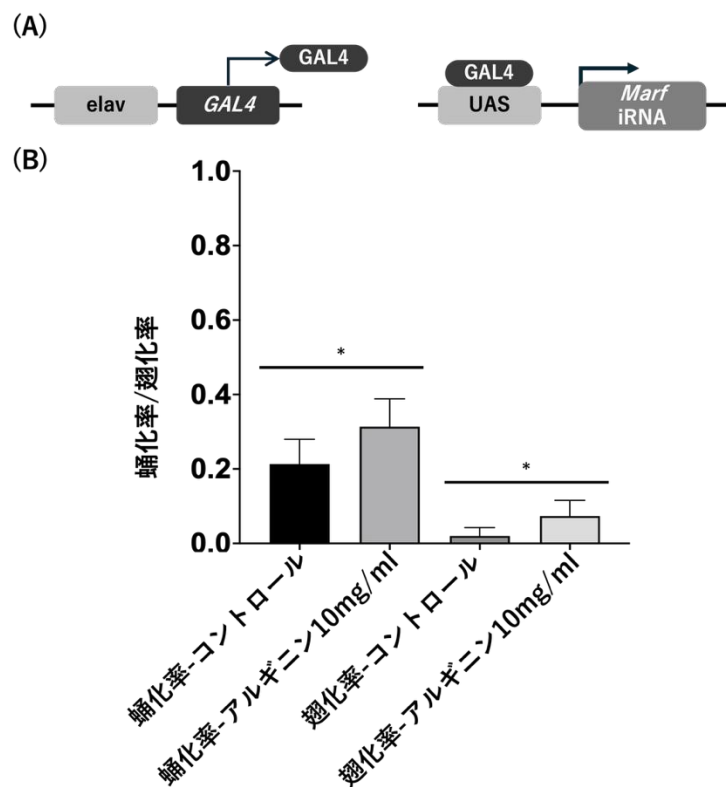 (A)
GAL4
elav
GAL4
GAL4
UAS
Marf
iRNA
(B)
蛹化率/翅化率
1.0
0.8
0.6
0.4
0.2
0.0
*
*
蛹化率-コントロール
蛹化率-アルギニン10mg/ml
翅化率-コントロール
翅化率-アルギニン10mg/ml